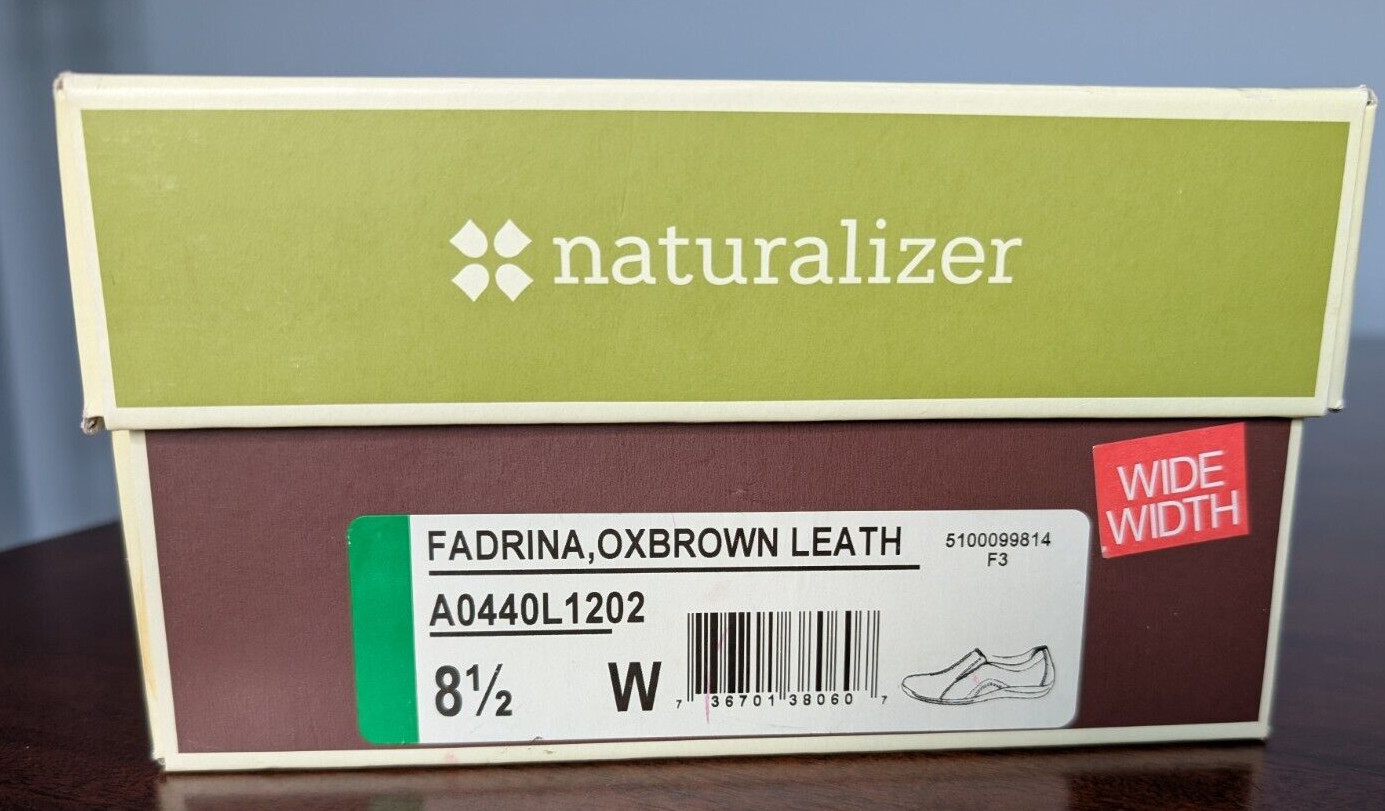 naturalizer
WIDE
WIDTH
FADRINA,OXBROWN LEATH
5100099814
F3
A0440L1202
8½ W
7 36701 38060 7